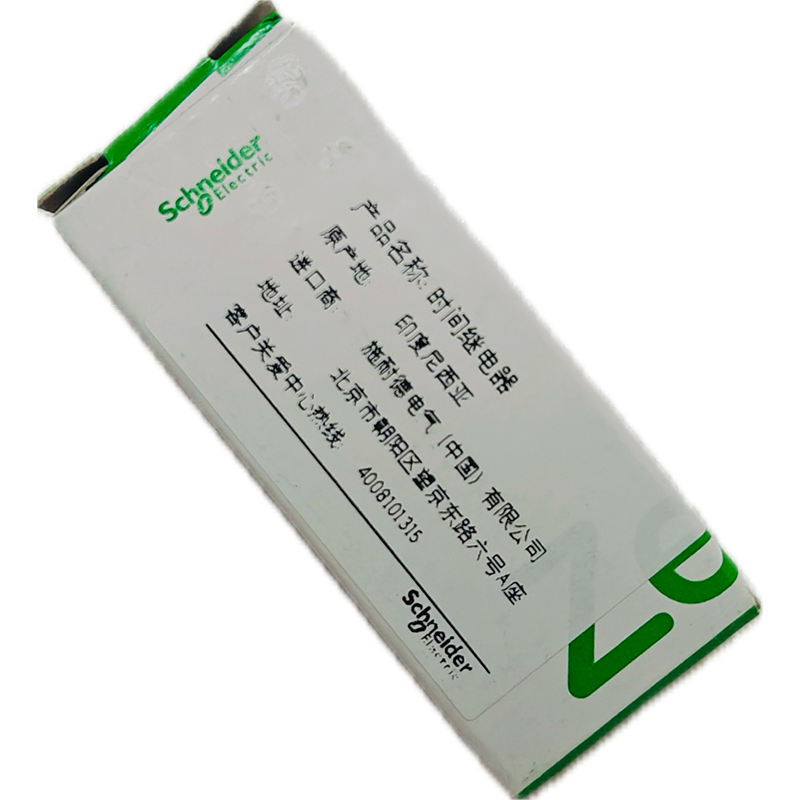 Schneider
Electric
产品名称: 时间继电器
原产地: 印度尼西亚
进口商: 施耐德电气（中国）有限公司
地址: 北京市朝阳区望京东路六号A座
客户关爱中心热线: 4008101315
Schneider
Electric